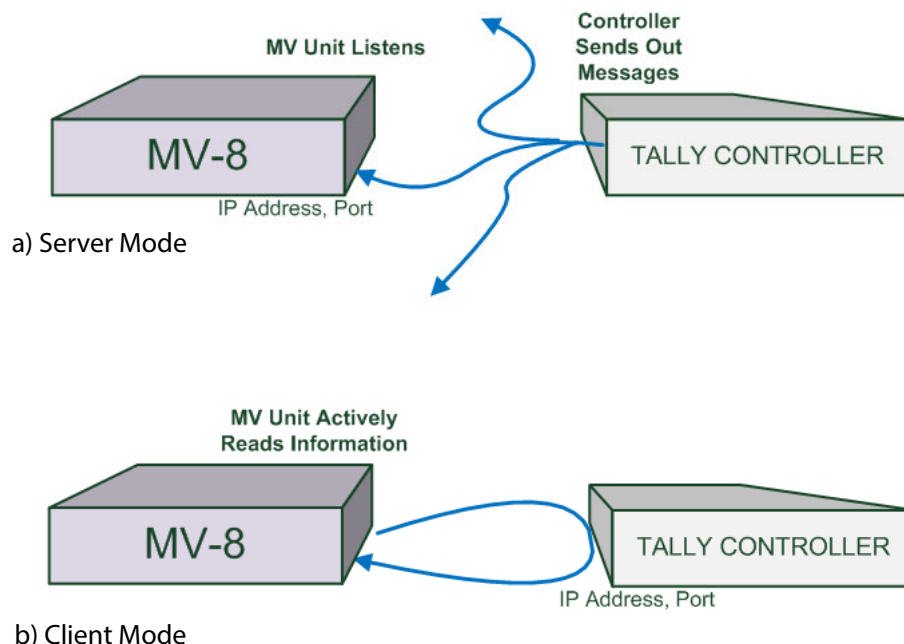 MV Unit Listens
Controller
Sends Out
Messages
MV-8
TALLY CONTROLLER
IP Address, Port
a) Server Mode
MV Unit Actively
Reads Information
MV-8
TALLY CONTROLLER
IP Address, Port
b) Client Mode